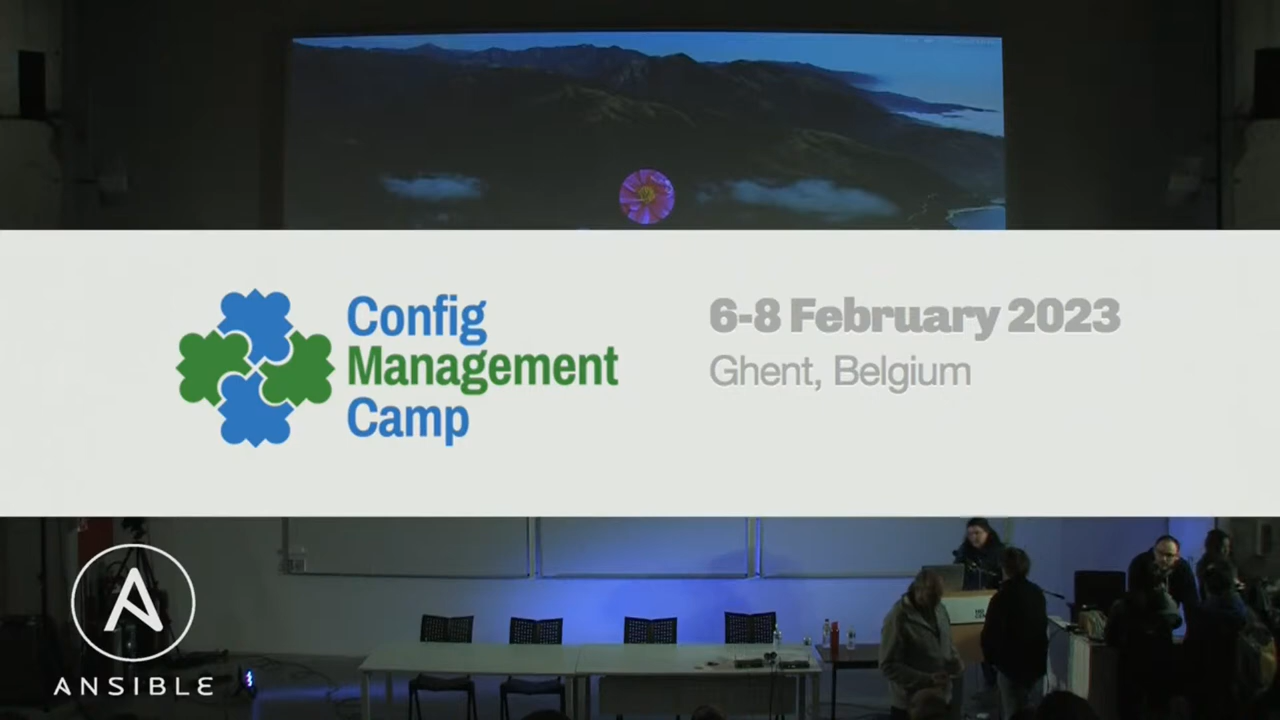 Config
Management
Camp
6-8 February 2023
Ghent, Belgium
ANSIBLE